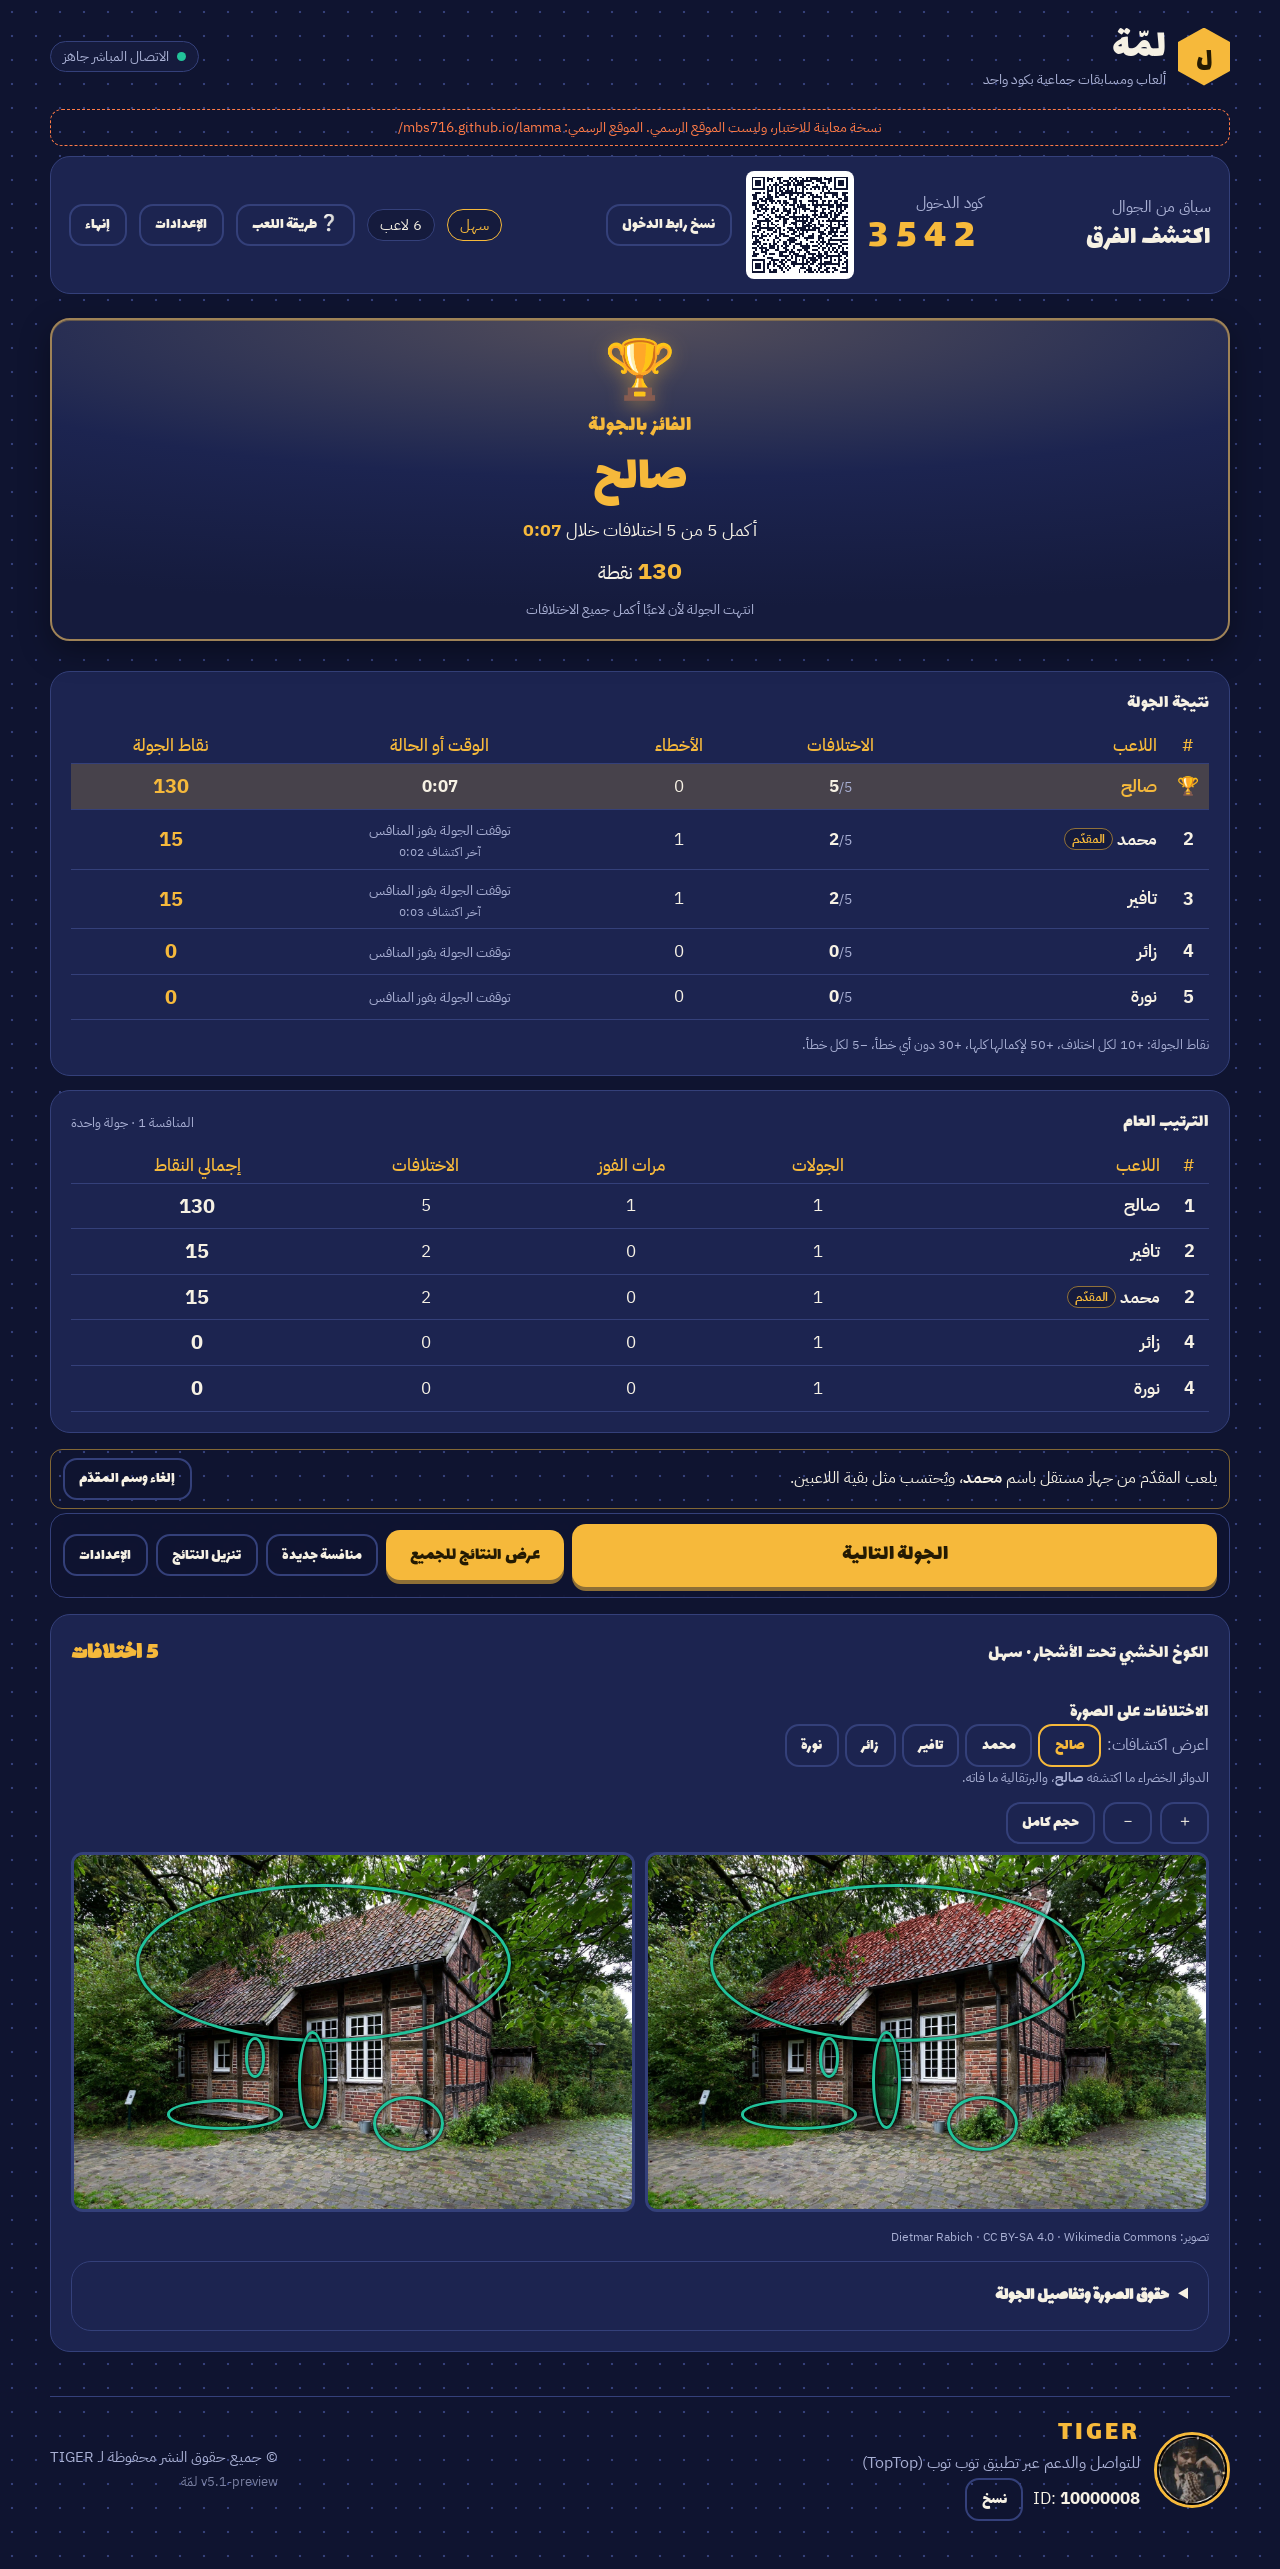 ل
لمّة
ألعاب ومسابقات جماعية بكود واحد
الاتصال المباشر جاهز
نسخة معاينة للاختبار، وليست الموقع الرسمي. الموقع الرسمي: mbs716.github.io/lamma/.
سباق من الجوال
اكتشف الفرق
كود الدخول
3542
نسخ رابط الدخول
سهل
6 لاعب
❔ طريقة اللعب
الإعدادات
إنهاء
الفائز بالجولة
صالح
أكمل 5 من 5 اختلافات خلال 0:07
130 نقطة
انتهت الجولة لأن لاعبًا أكمل جميع الاختلافات
نتيجة الجولة
# اللاعب الاختلافات الأخطاء الوقت أو الحالة نقاط الجولة
🏆 صالح 5/5 0 0:07 130
2 محمد المقدّم 2/5 1 توقفت الجولة بفوز المنافس 15
آخر اكتشاف 0:02
3 تافير 2/5 1 توقفت الجولة بفوز المنافس 15
آخر اكتشاف 0:03
4 زائر 0/5 0 توقفت الجولة بفوز المنافس 0
5 نورة 0/5 0 توقفت الجولة بفوز المنافس 0
نقاط الجولة: +10 لكل اختلاف، +50 لإكمالها كلها، +30 دون أي خطأ، −5 لكل خطأ.
الترتيب العام
المنافسة 1 · جولة واحدة
# اللاعب الجولات مرات الفوز الاختلافات إجمالي النقاط
1 صالح 1 1 5 130
2 تافير 1 0 2 15
2 محمد المقدّم 1 0 2 15
4 زائر 1 0 0 0
4 نورة 1 0 0 0
يلعب المقدّم من جهاز مستقل باسم محمد، ويُحتسب مثل بقية اللاعبين.
إلغاء وسم المقدّم
الجولة التالية
عرض النتائج للجميع
منافسة جديدة
تنزيل النتائج
الإعدادات
الكوخ الخشبي تحت الأشجار · سهل
5 اختلافات
الاختلافات على الصورة
اعرض اكتشافات: صالح محمد تافير زائر نورة
الدوائر الخضراء ما اكتشفه صالح، والبرتقالية ما فاته.
+ − حجم كامل
تصوير: Dietmar Rabich · CC BY-SA 4.0 · Wikimedia Commons
حقوق الصورة وتفاصيل الجولة
TIGER
للتواصل والدعم عبر تطبيق توب توب (TopTop)
ID: 10000008
نسخ
© جميع حقوق النشر محفوظة لـ TIGER
لمّة v5.1-preview